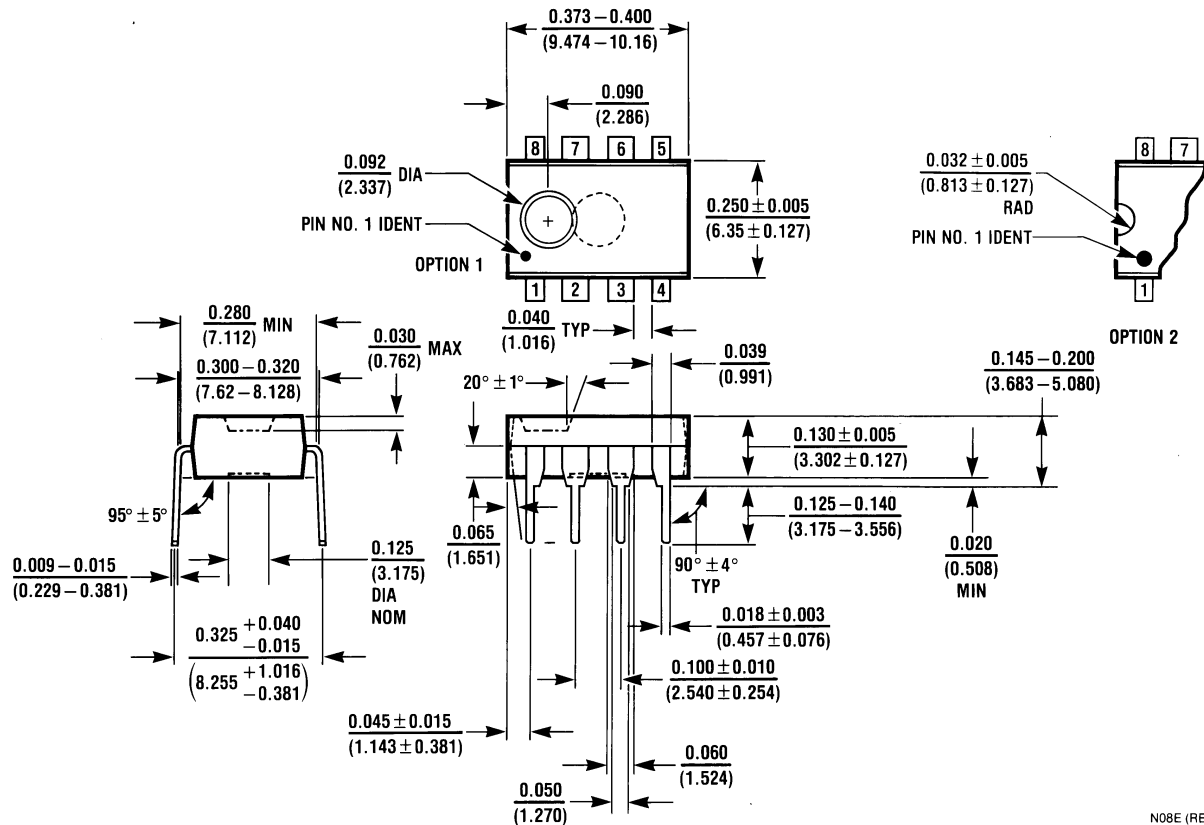 0.373 – 0.400
(9.474 – 10.16)
0.090
(2.286)
8 7 6 5
0.092
(2.337) DIA
PIN NO. 1 IDENT
OPTION 1
1 2 3 4
0.250 ± 0.005
(6.35 ± 0.127)
0.032 ± 0.005
(0.813 ± 0.127)
RAD
PIN NO. 1 IDENT
8 7
1
OPTION 2
0.280
(7.112) MIN
0.030
(0.762) MAX
0.300 – 0.320
(7.62 – 8.128)
0.040
(1.016) TYP
0.039
(0.991)
20° ± 1°
0.145 – 0.200
(3.683 – 5.080)
0.130 ± 0.005
(3.302 ± 0.127)
0.125 – 0.140
(3.175 – 3.556)
0.020
(0.508)
MIN
95° ± 5°
0.065
(1.651)
90° ± 4°
TYP
0.009 – 0.015
(0.229 – 0.381)
0.125
(3.175)
DIA
NOM
0.325 +0.040
−0.015
(8.255 +1.016
−0.381)
0.018 ± 0.003
(0.457 ± 0.076)
0.100 ± 0.010
(2.540 ± 0.254)
0.045 ± 0.015
(1.143 ± 0.381)
0.060
(1.524)
0.050
(1.270)
N08E